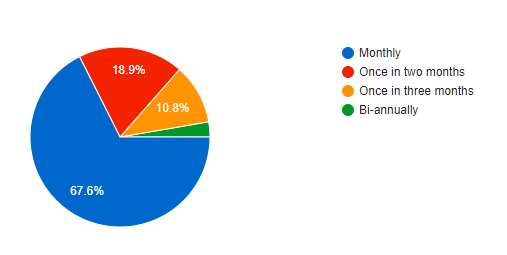 18.9%
10.8%
67.6%
Monthly
Once in two months
Once in three months
Bi-annually